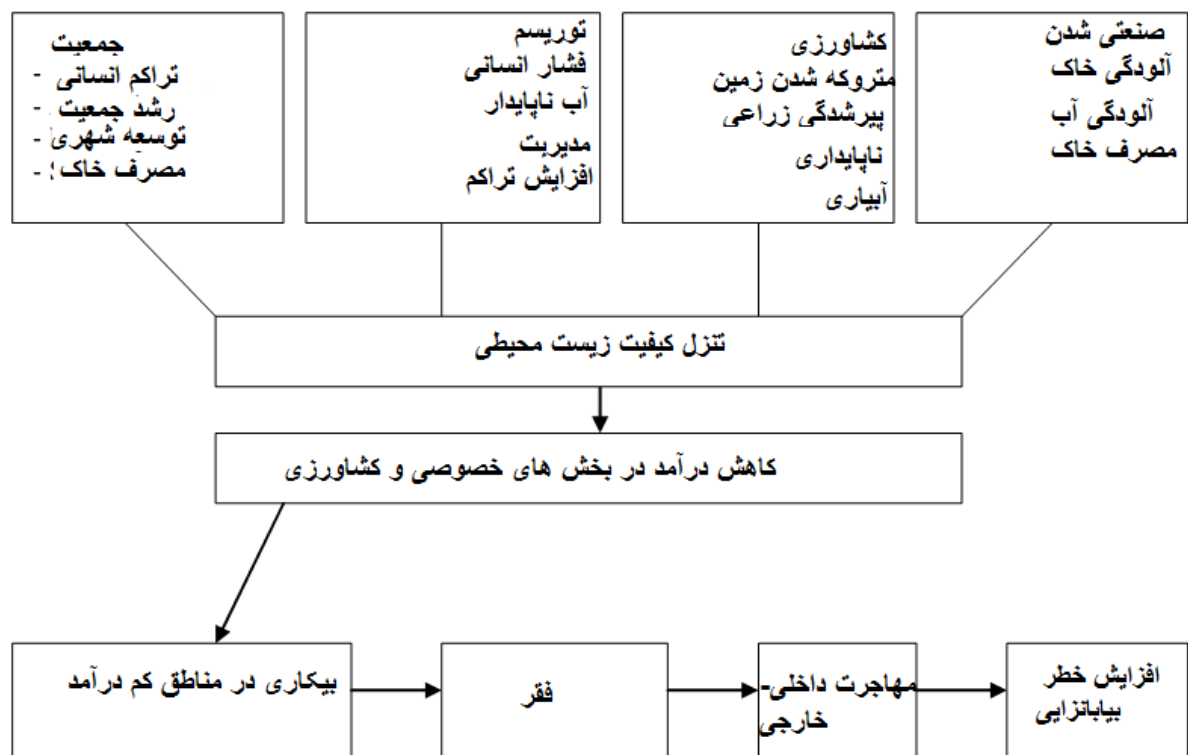 صنعتی شدن
آلودگی خاک
آلودگی آب
مصرف خاک
کشاورزی
متروکه شدن زمین
پیرشدگی زراعی
ناپایداری
آبیاری
توریسم
فشار انسانی
آب ناپایدار
مدیریت
افزایش تراکم
جمعیت
- تراکم انسانی
- رشد جمعیت
- توسعه شهری
- مصرف خاک
تنزل کیفیت زیست محیطی
کاهش درآمد در بخش های خصوصی و کشاورزی
بیکاری در مناطق کم درآمد
فقر
مهاجرت داخلی-
خارجی
افزایش خطر
بیابانزایی